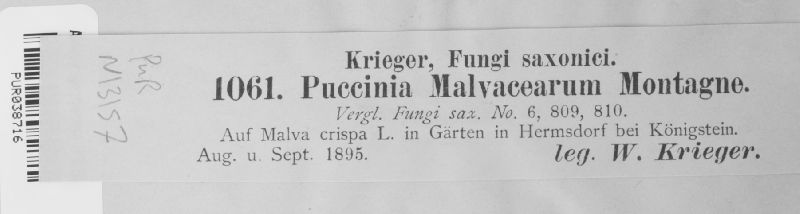 Krieger, Fungi saxonici.
1061. Puccinia Malvacearum Montagne.
Vergl. Fungi sax. No. 6, 809, 810.
Auf Malva crispa L. in Gärten in Hermsdorf bei Königstein.
Aug. u. Sept. 1895. leg. W. Krieger.
PUR
N13157
PUR038716